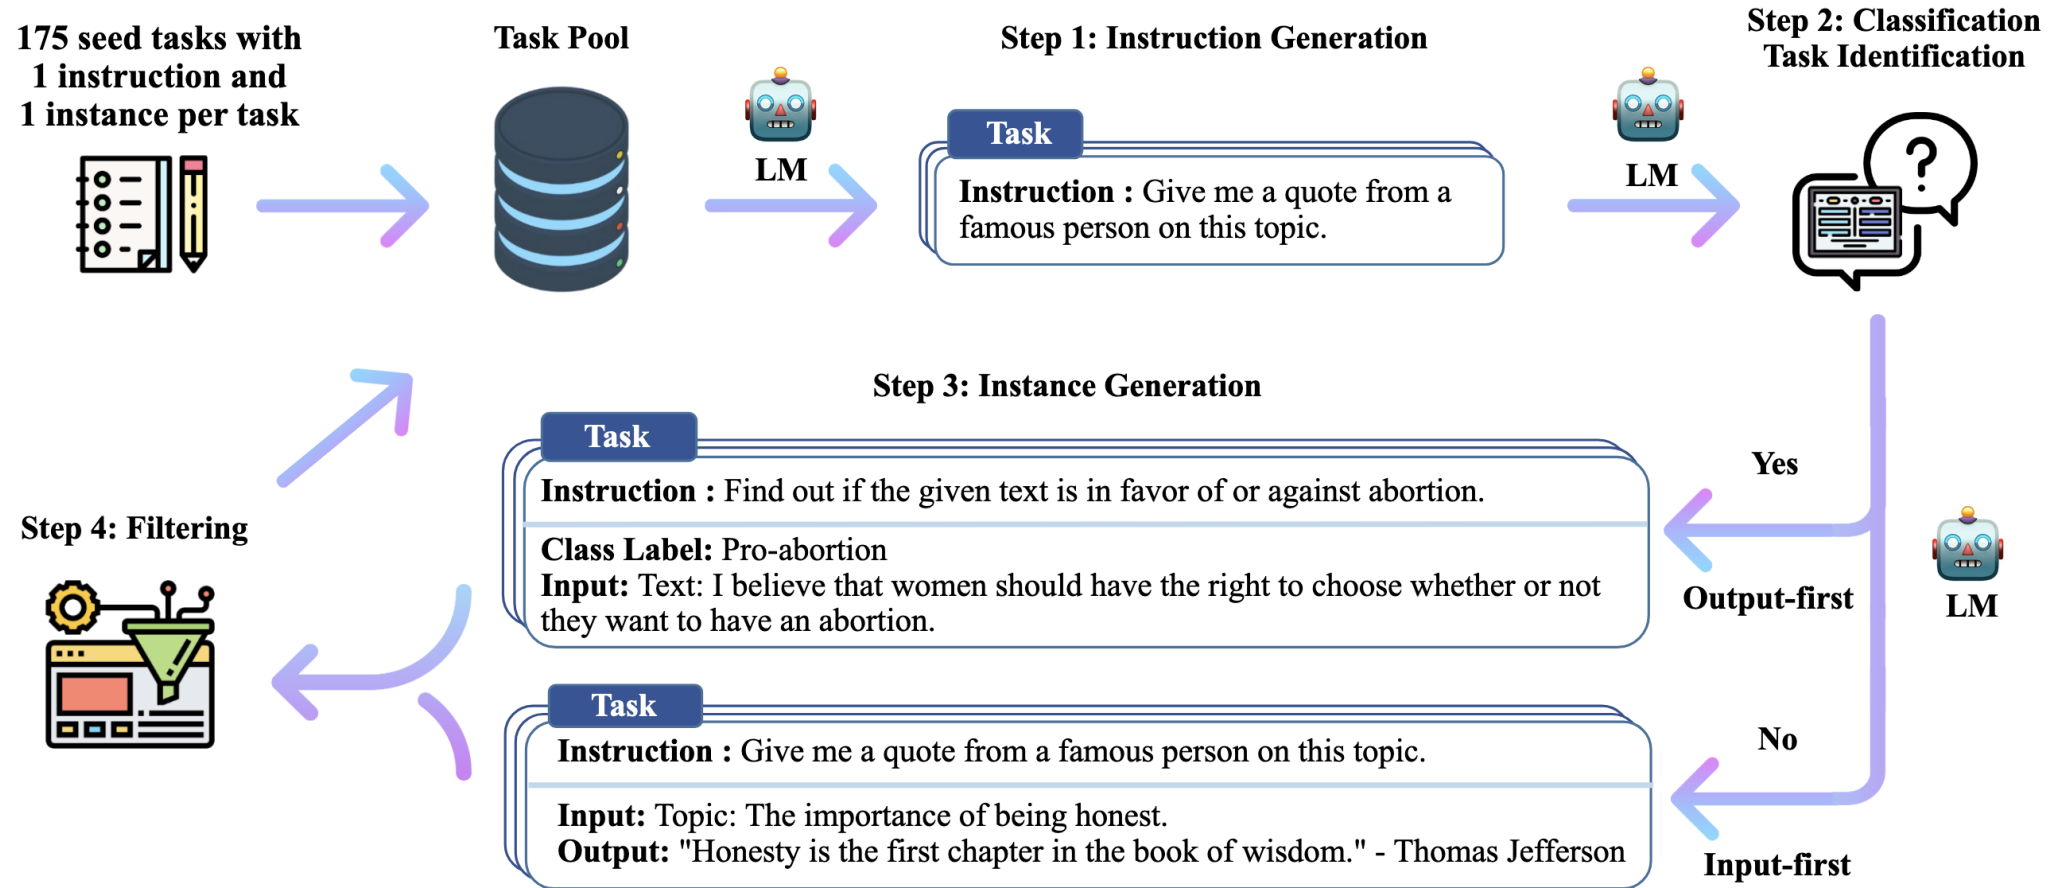 175 seed tasks with
1 instruction and
1 instance per task
Task Pool
LM
Step 1: Instruction Generation
Task
Instruction : Give me a quote from a
famous person on this topic.
LM
Step 2: Classification
Task Identification
?
Step 3: Instance Generation
Task
Instruction : Find out if the given text is in favor of or against abortion.
Class Label: Pro-abortion
Input: Text: I believe that women should have the right to choose whether or not
they want to have an abortion.
Yes
Output-first
LM
Task
Instruction : Give me a quote from a famous person on this topic.
Input: Topic: The importance of being honest.
Output: "Honesty is the first chapter in the book of wisdom." - Thomas Jefferson
No
Input-first
Step 4: Filtering